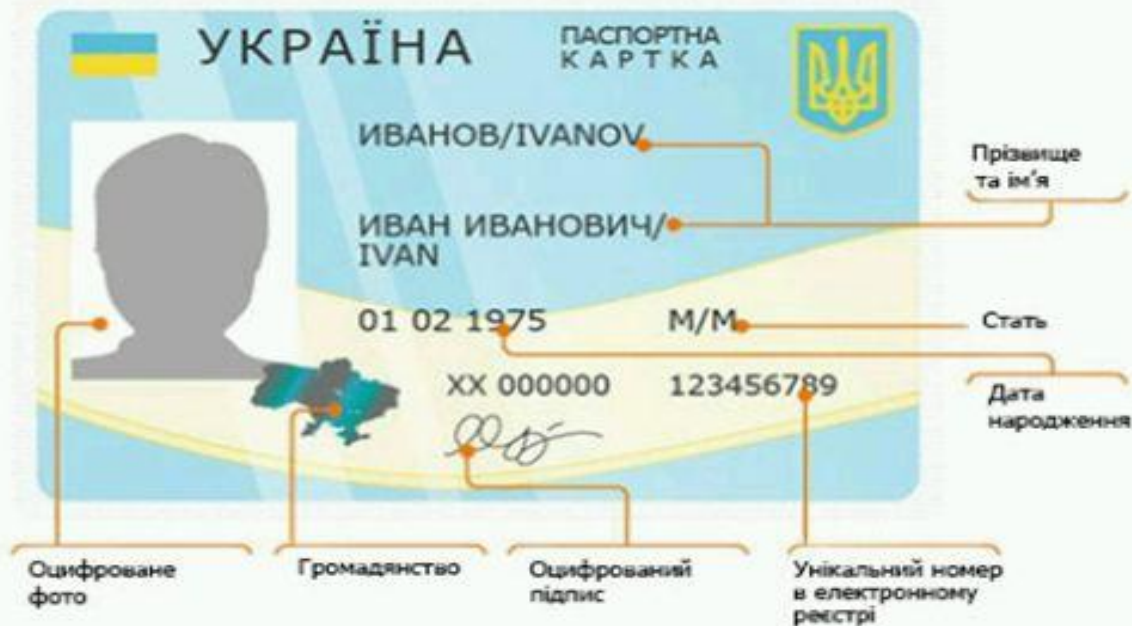 УКРАЇНА
ПАСПОРТНА
КАРТКА
ИВАНОВ/IVANOV
Прізвище
та ім'я
ИВАН ИВАНОВИЧ/
IVAN
01 02 1975
М/М
Стать
XX 000000
123456789
Дата
народження
Оцифроване
фото
Громадянство
Оцифрований
підпис
Унікальний номер
в електронному
реєстрі